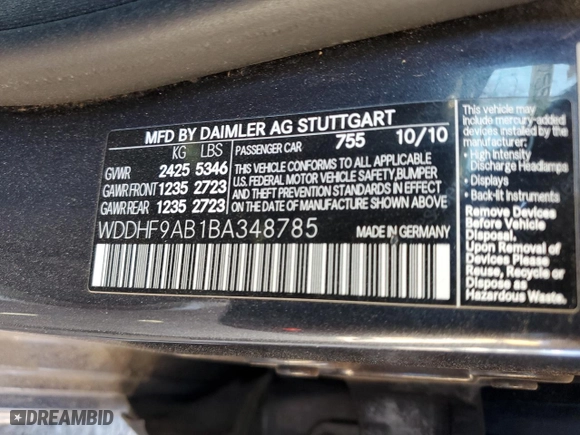 MFD BY DAIMLER AG STUTTGART
KG LBS PASSENGER CAR 755 10/10
GVWR 2425 5346
GAWR FRONT 1235 2723
GAWR REAR 1235 2723
THIS VEHICLE CONFORMS TO ALL APPLICABLE
U.S. FEDERAL MOTOR VEHICLE SAFETY, BUMPER
AND THEFT PREVENTION STANDARDS IN EFFECT
ON THE DATE OF MANUFACTURE SHOWN ABOVE.
WDDHF9AB1BA348785 MADE IN GERMANY
This vehicle may
include mercury-added
devices installed by the
manufacturer:
• High Intensity
Discharge Headlamps
• Displays
• Back-lit Instruments
Remove Devices
Before Vehicle
Disposal.
Upon Removal of
Devices Please
Reuse, Recycle or
Dispose as
Hazardous Waste.
DREAMBID